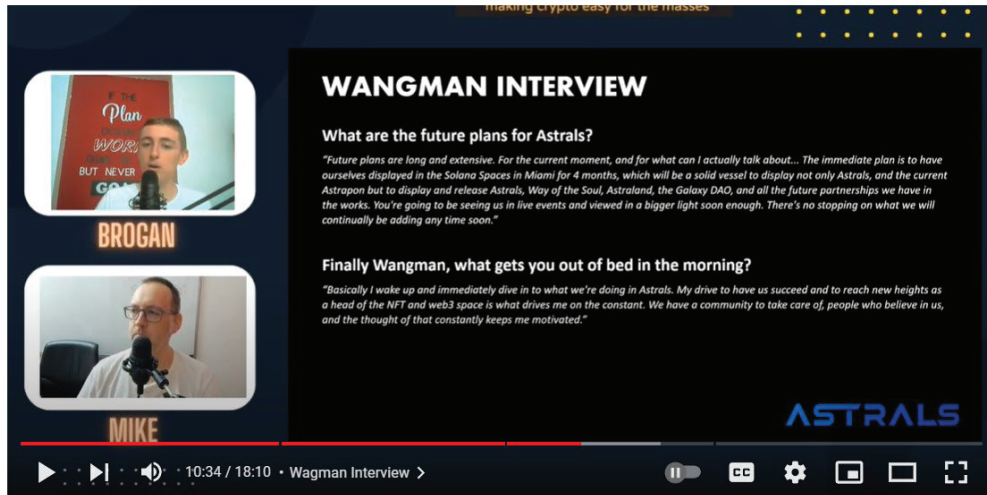 making crypto easy for the masses
WANGMAN INTERVIEW
What are the future plans for Astrals?
"Future plans are long and extensive. For the current moment, and for what can I actually talk about... The immediate plan is to have
ourselves displayed in the Solana Spaces in Miami for 4 months, which will be a solid vessel to display not only Astrals, and the current
Astrapon but to display and release Astrals, Way of the Soul, Astraland, the Galaxy DAO, and all the future partnerships we have in
the works. You're going to be seeing us in live events and viewed in a bigger light soon enough. There's no stopping on what we will
continually be adding any time soon."
Finally Wangman, what gets you out of bed in the morning?
"Basically I wake up and immediately dive in to what we're doing in Astrals. My drive to have us succeed and to reach new heights as
a head of the NFT and web3 space is what drives me on the constant. We have a community to take care of, people who believe in us,
and the thought of that constantly keeps me motivated."
ASTRALS
IF THE
Plan
WORK
BUT NEVER
BROGAN
MIKE
10:34 / 18:10 • Wagman Interview
CC